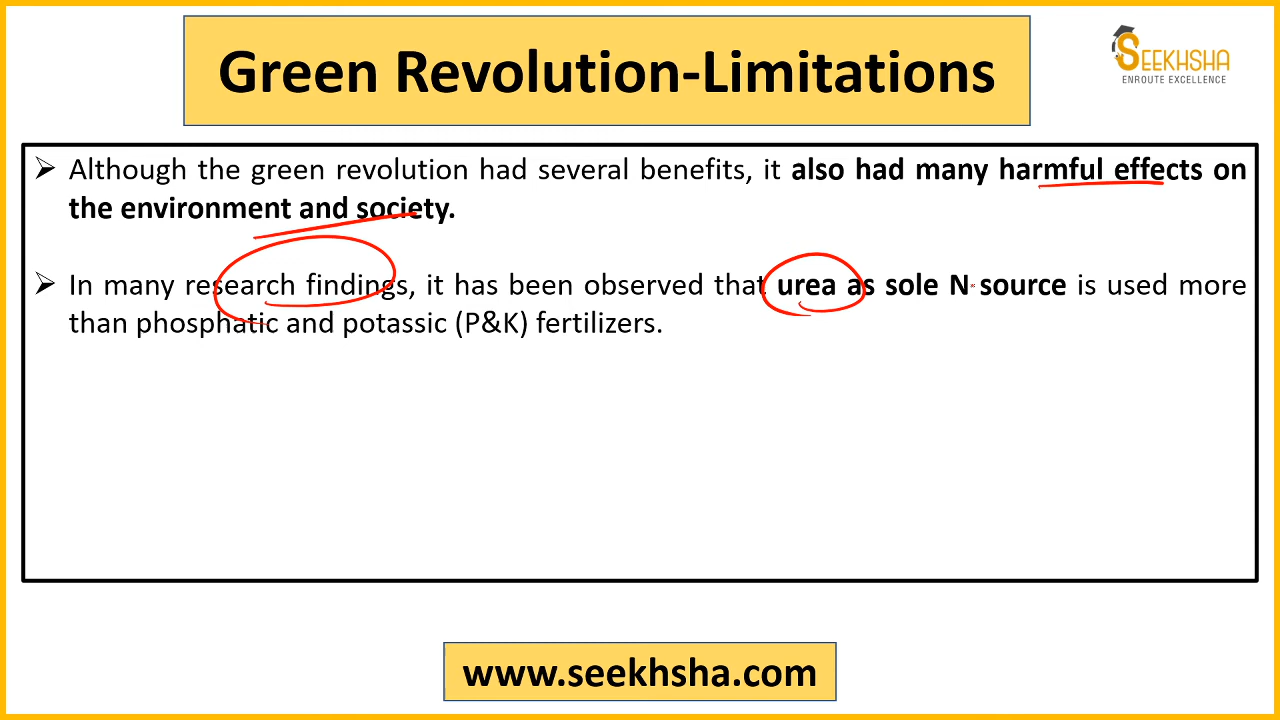 Green Revolution-Limitations
SEEKHSHA
ENROUTE EXCELLENCE
➢ Although the green revolution had several benefits, it also had many harmful effects on
the environment and society.
➢ In many research findings, it has been observed that urea as sole N source is used more
than phosphatic and potassic (P&K) fertilizers.
www.seekhsha.com